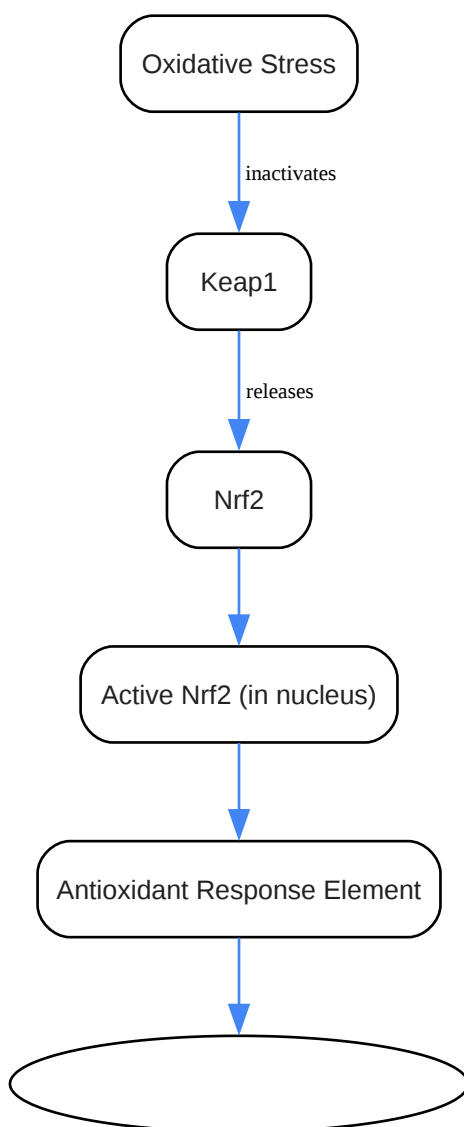 Oxidative Stress
inactivates
Keap1
releases
Nrf2
Active Nrf2 (in nucleus)
Antioxidant Response Element